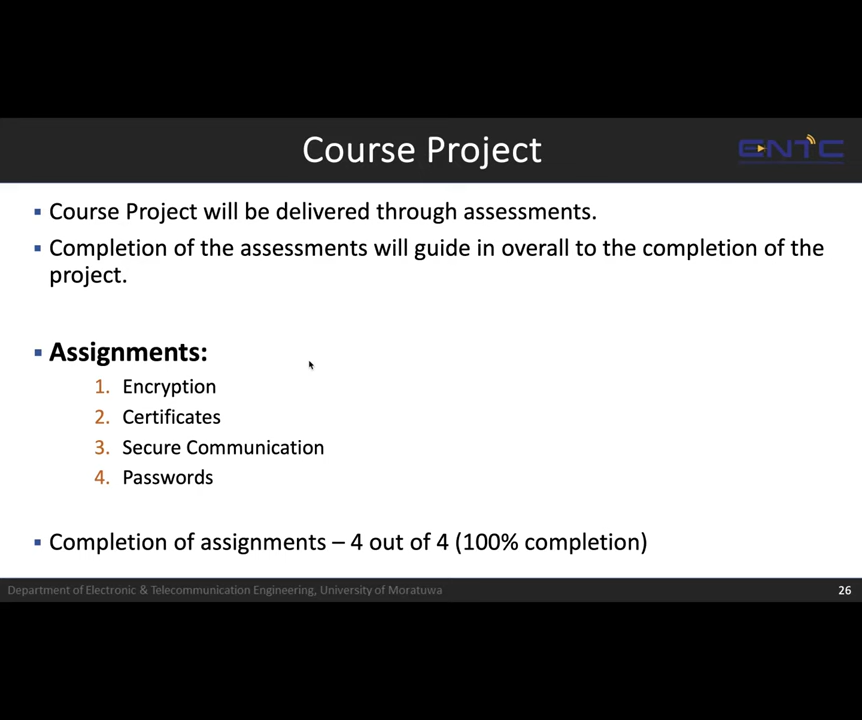 Course Project
ENTC
▪ Course Project will be delivered through assessments.
▪ Completion of the assessments will guide in overall to the completion of the
project.
▪ Assignments:
1. Encryption
2. Certificates
3. Secure Communication
4. Passwords
▪ Completion of assignments – 4 out of 4 (100% completion)
Department of Electronic & Telecommunication Engineering, University of Moratuwa
26